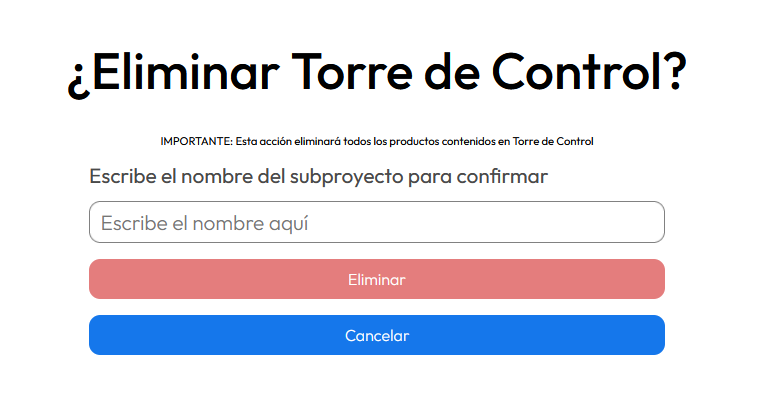 ¿Eliminar Torre de Control?
IMPORTANTE: Esta acción eliminará todos los productos contenidos en Torre de Control
Escribe el nombre del subproyecto para confirmar
Escribe el nombre aquí
Eliminar
Cancelar